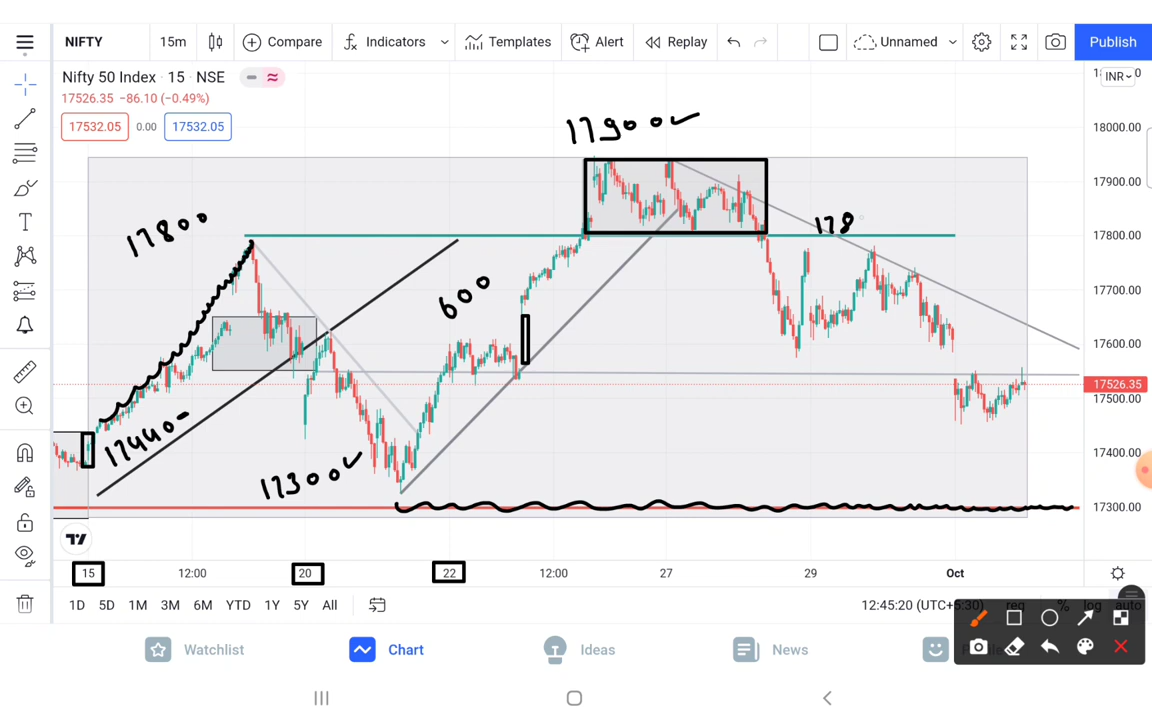 NIFTY 15m Compare Indicators Templates Alert Replay Unnamed Publish
Nifty 50 Index · 15 · NSE
17526.35 −86.10 (−0.49%)
17532.05 0.00 17532.05
INR
18000.00
17900.00
17800.00
17700.00
17600.00
17526.35
17500.00
17400.00
17300.00
17900
17800
178
600
17440-
17300
15 12:00 20 22 12:00 27 29 Oct
1D 5D 1M 3M 6M YTD 1Y 5Y All 12:45:20 (UTC+5:30) % log auto
Watchlist Chart Ideas News